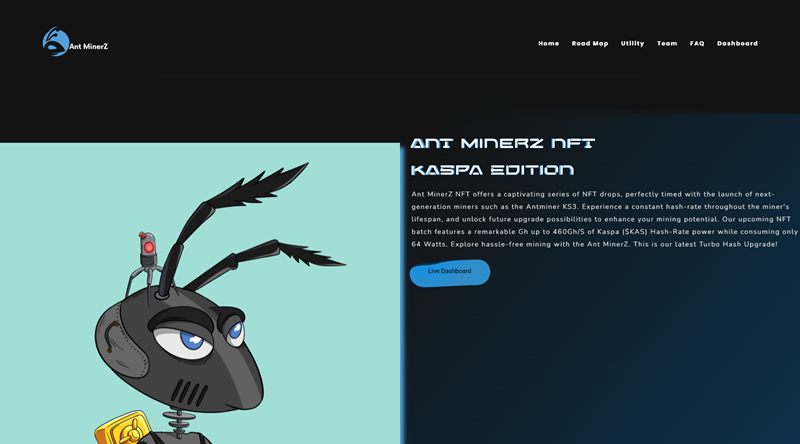 Ant MinerZ
Home Road Map Utility Team FAQ Dashboard
ANT MINERZ NFT
KASPA EDITION
Ant MinerZ NFT offers a captivating series of NFT drops, perfectly timed with the launch of next-
generation miners such as the Antminer KS3. Experience a constant hash-rate throughout the miner's
lifespan, and unlock future upgrade possibilities to enhance your mining potential. Our upcoming NFT
batch features a remarkable Gh up to 460Gh/S of Kaspa ($KAS) Hash-Rate power while consuming only
64 Watts. Explore hassle-free mining with the Ant MinerZ. This is our latest Turbo Hash Upgrade!
Live Dashboard